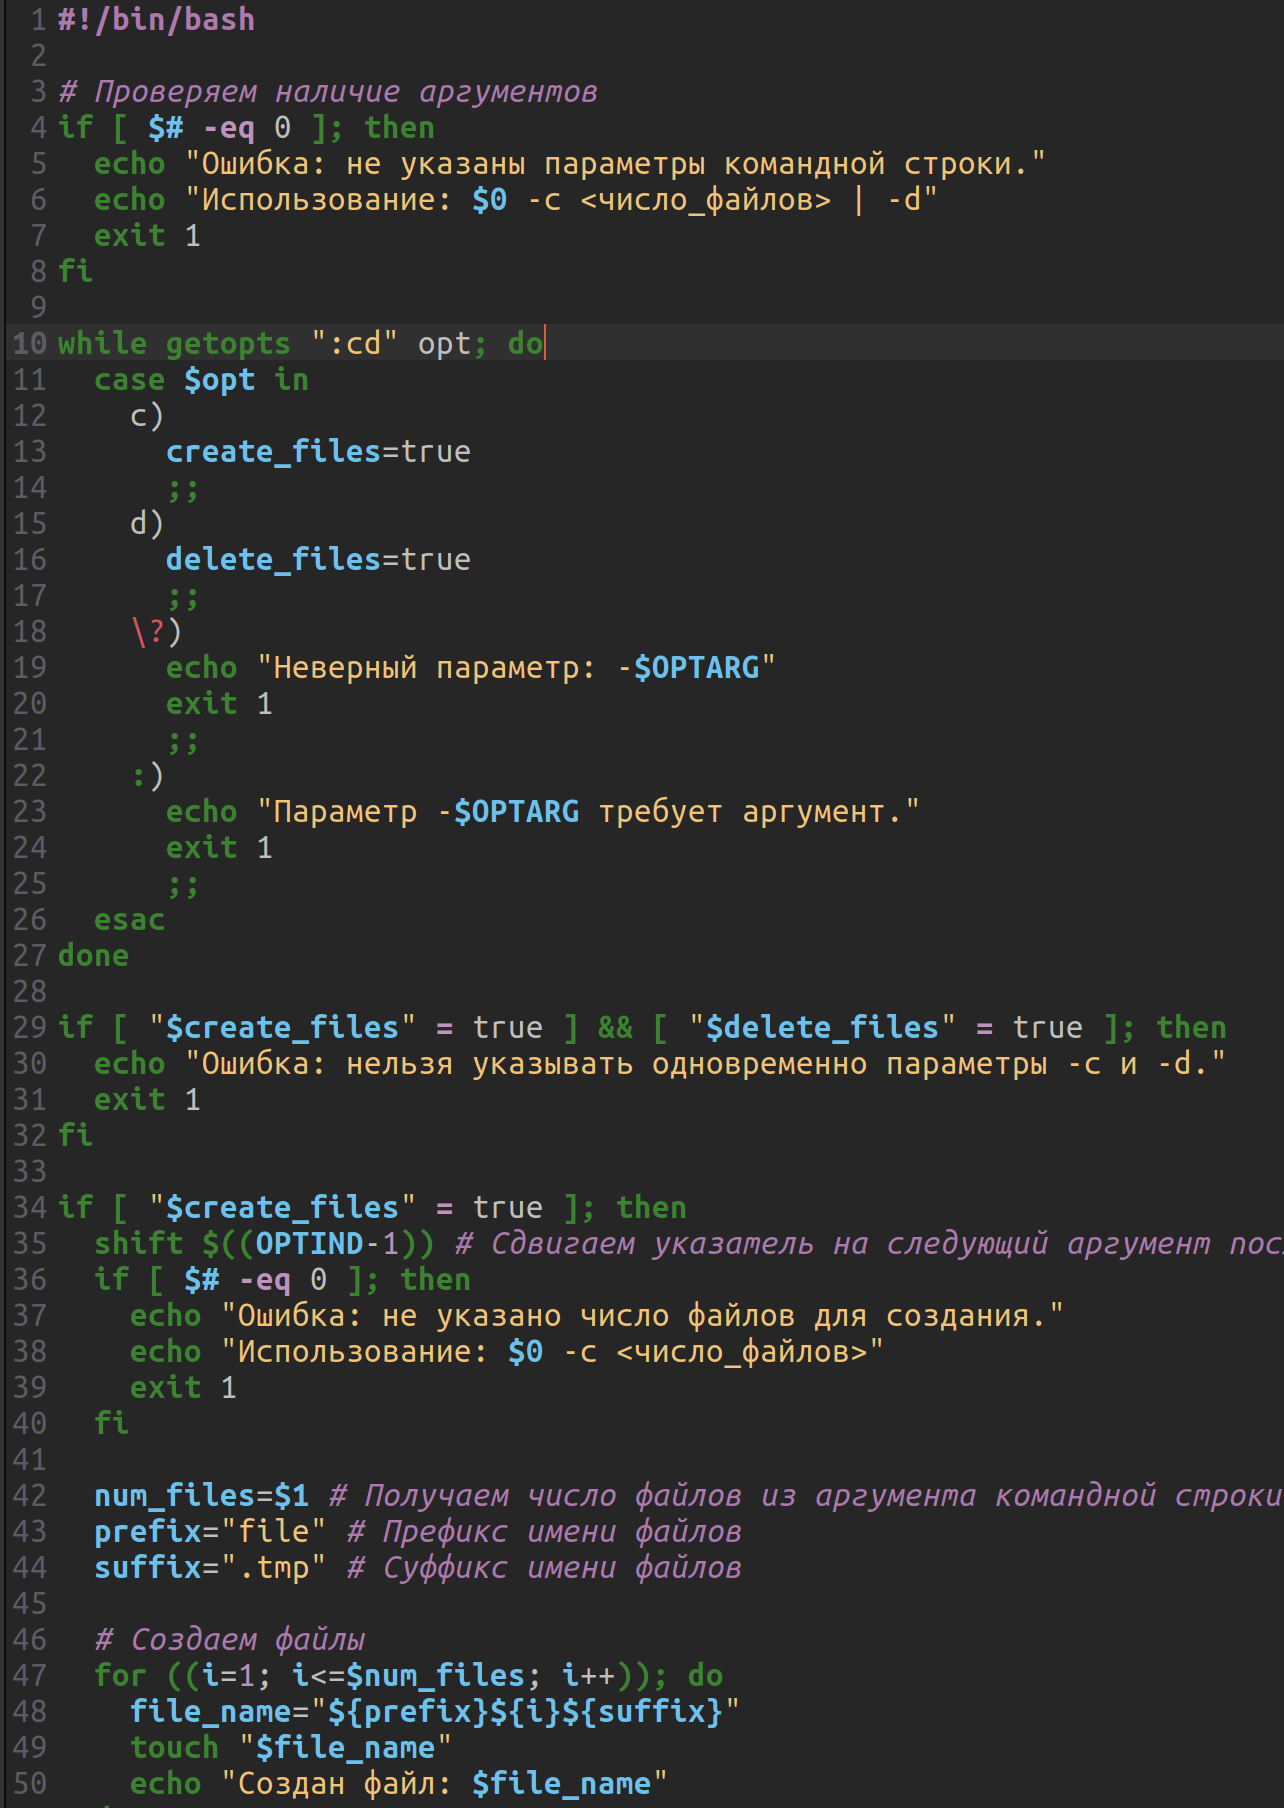 1 #!/bin/bash
2
3 # Проверяем наличие аргументов
4 if [ $# -eq 0 ]; then
5   echo "Ошибка: не указаны параметры командной строки."
6   echo "Использование: $0 -c <число_файлов> | -d"
7   exit 1
8 fi
9
10 while getopts ":cd" opt; do
11   case $opt in
12     c)
13       create_files=true
14       ;;
15     d)
16       delete_files=true
17       ;;
18     \?)
19       echo "Неверный параметр: -$OPTARG"
20       exit 1
21       ;;
22     :)
23       echo "Параметр -$OPTARG требует аргумент."
24       exit 1
25       ;;
26   esac
27 done
28
29 if [ "$create_files" = true ] && [ "$delete_files" = true ]; then
30   echo "Ошибка: нельзя указывать одновременно параметры -c и -d."
31   exit 1
32 fi
33
34 if [ "$create_files" = true ]; then
35   shift $((OPTIND-1)) # Сдвигаем указатель на следующий аргумент
36   if [ $# -eq 0 ]; then
37     echo "Ошибка: не указано число файлов для создания."
38     echo "Использование: $0 -c <число_файлов>"
39     exit 1
40   fi
41
42   num_files=$1 # Получаем число файлов из аргумента командной строки
43   prefix="file" # Префикс имени файлов
44   suffix=".tmp" # Суффикс имени файлов
45
46   # Создаем файлы
47   for ((i=1; i<=$num_files; i++)); do
48     file_name="${prefix}${i}${suffix}"
49     touch "$file_name"
50     echo "Создан файл: $file_name"